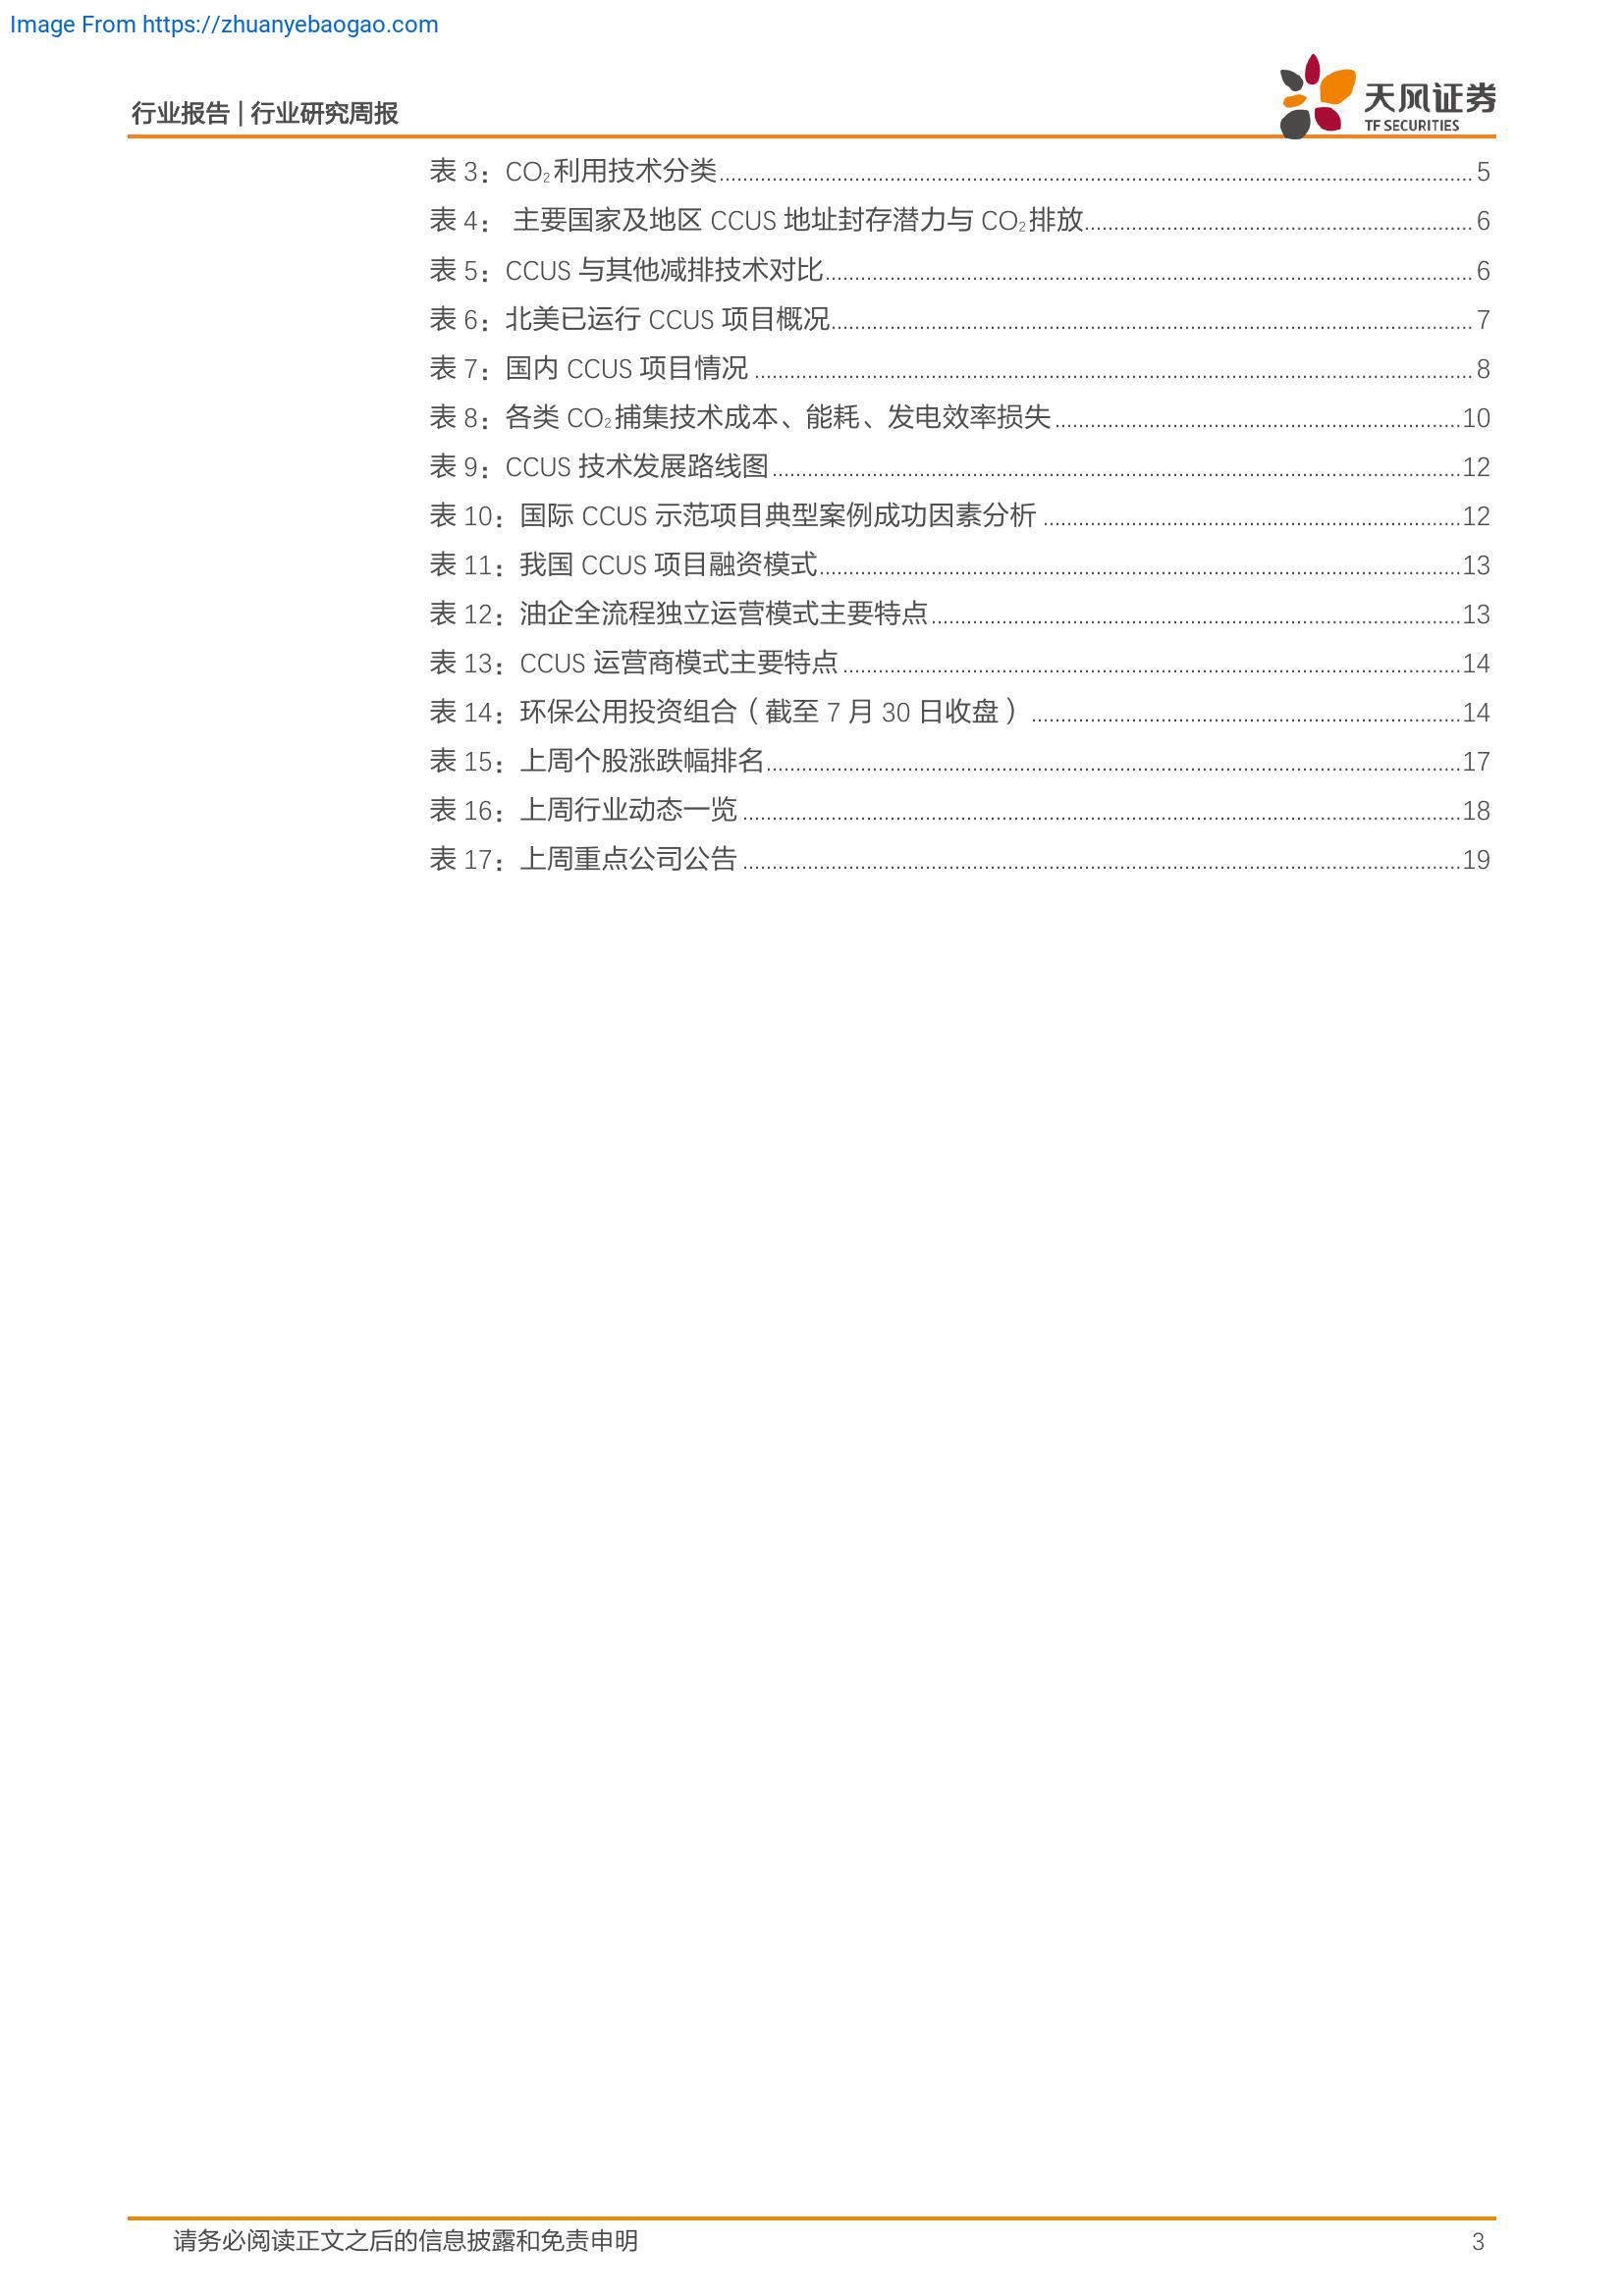 Image From https://zhuanyebaogao.com
行业报告 | 行业研究周报
天风证券
TF SECURITIES
表 3：CO₂利用技术分类........................................5
表 4： 主要国家及地区 CCUS 地址封存潜力与 CO₂排放........................................6
表 5：CCUS 与其他减排技术对比........................................6
表 6：北美已运行 CCUS 项目概况........................................7
表 7：国内 CCUS 项目情况........................................8
表 8：各类 CO₂捕集技术成本、能耗、发电效率损失........................................10
表 9：CCUS 技术发展路线图........................................12
表 10：国际 CCUS 示范项目典型案例成功因素分析........................................12
表 11：我国 CCUS 项目融资模式........................................13
表 12：油企全流程独立运营模式主要特点........................................13
表 13：CCUS 运营商模式主要特点........................................14
表 14：环保公用投资组合（截至 7 月 30 日收盘）........................................14
表 15：上周个股涨跌幅排名........................................17
表 16：上周行业动态一览........................................18
表 17：上周重点公司公告........................................19
请务必阅读正文之后的信息披露和免责申明 3